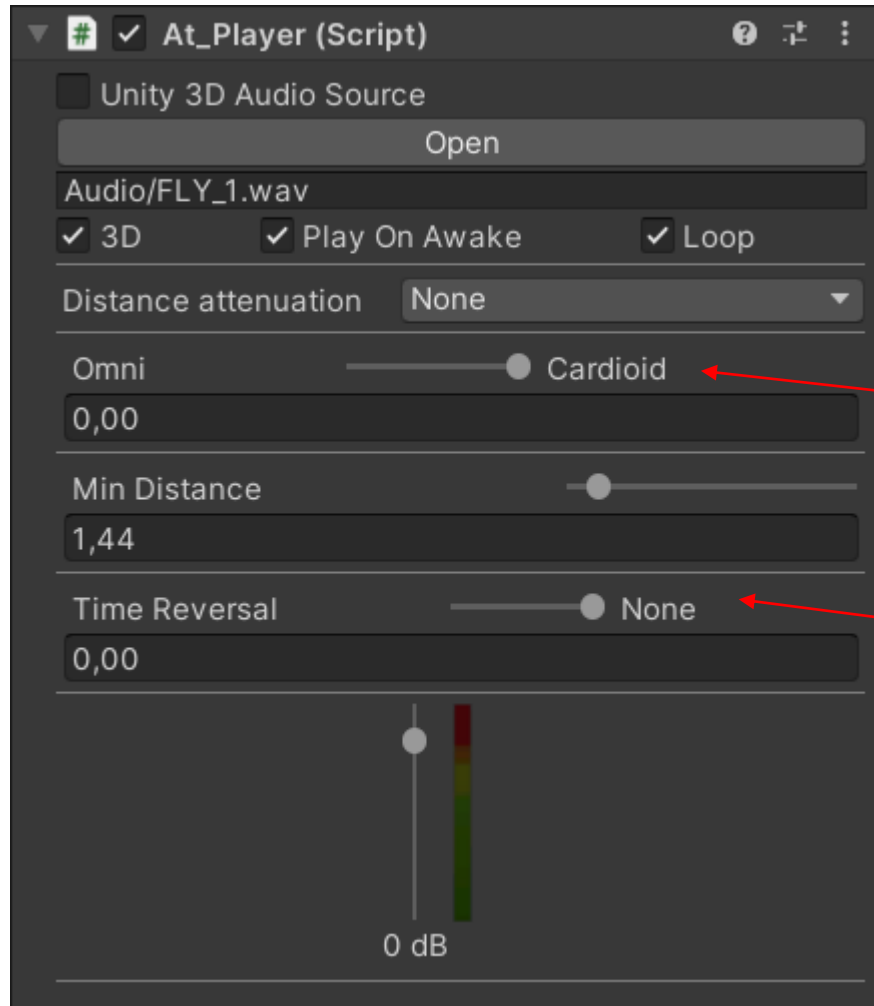 At_Player (Script)
Unity 3D Audio Source
Open
Audio/FLY_1.wav
3D Play On Awake Loop
Distance attenuation None
Omni Cardioid
0,00
Min Distance
1,44
Time Reversal None
0,00
0 dB